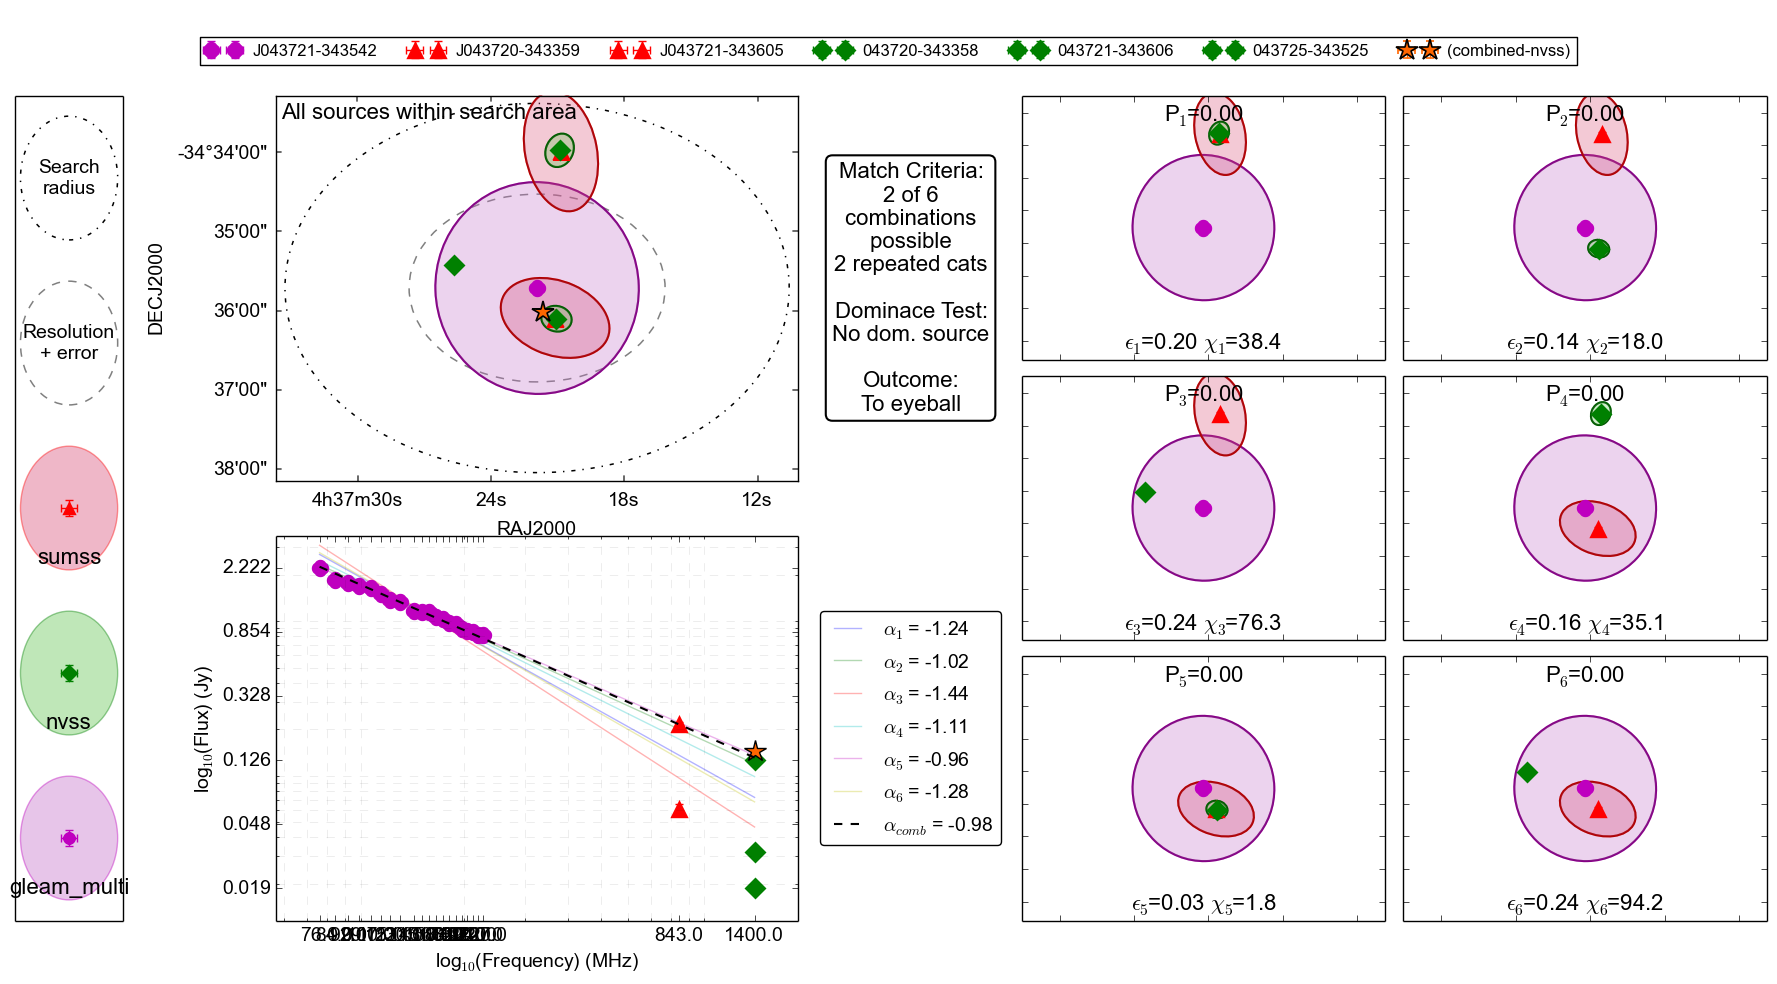 J043721-343542 J043720-343359 J043721-343605 043720-343358 043721-343606 043725-343525 (combined-nvss)
Search
radius
Resolution
+ error
sumss
nvss
gleam_multi
All sources within search area
DECJ2000
-34°34'00"
35'00"
36'00"
37'00"
38'00"
4h37m30s 24s 18s 12s
RAJ2000
Match Criteria:
2 of 6
combinations
possible
2 repeated cats
Dominace Test:
No dom. source
Outcome:
To eyeball
log10(Flux) (Jy)
2.222
0.854
0.328
0.126
0.048
0.019
843.0 1400.0
log10(Frequency) (MHz)
α1 = -1.24
α2 = -1.02
α3 = -1.44
α4 = -1.11
α5 = -0.96
α6 = -1.28
αcomb = -0.98
P1=0.00
ϵ1=0.20 χ1=38.4
P2=0.00
ϵ2=0.14 χ2=18.0
P3=0.00
ϵ3=0.24 χ3=76.3
P4=0.00
ϵ4=0.16 χ4=35.1
P5=0.00
ϵ5=0.03 χ5=1.8
P6=0.00
ϵ6=0.24 χ6=94.2